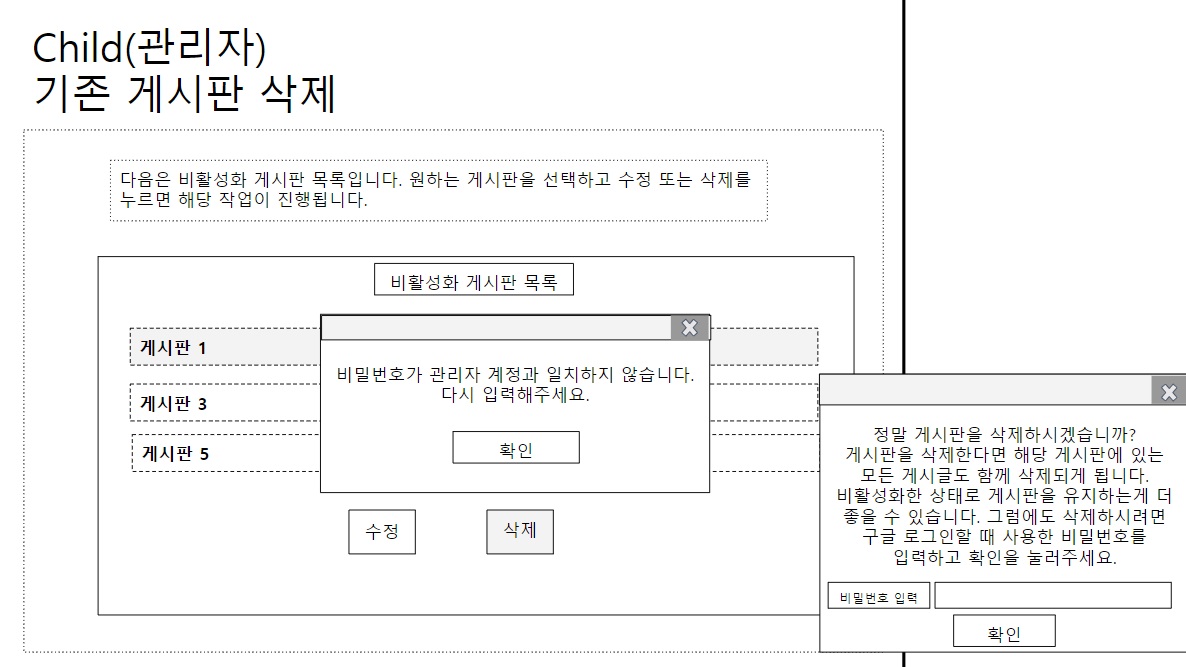 Child(관리자)
기존 게시판 삭제
다음은 비활성화 게시판 목록입니다. 원하는 게시판을 선택하고 수정 또는 삭제를
누르면 해당 작업이 진행됩니다.
비활성화 게시판 목록
게시판 1
게시판 3
게시판 5
비밀번호가 관리자 계정과 일치하지 않습니다.
다시 입력해주세요.
확인
수정
삭제
정말 게시판을 삭제하시겠습니까?
게시판을 삭제한다면 해당 게시판에 있는
모든 게시글도 함께 삭제되게 됩니다.
비활성화한 상태로 게시판을 유지하는게 더
좋을 수 있습니다. 그럼에도 삭제하시려면
구글 로그인할 때 사용한 비밀번호를
입력하고 확인을 눌러주세요.
비밀번호 입력
확인